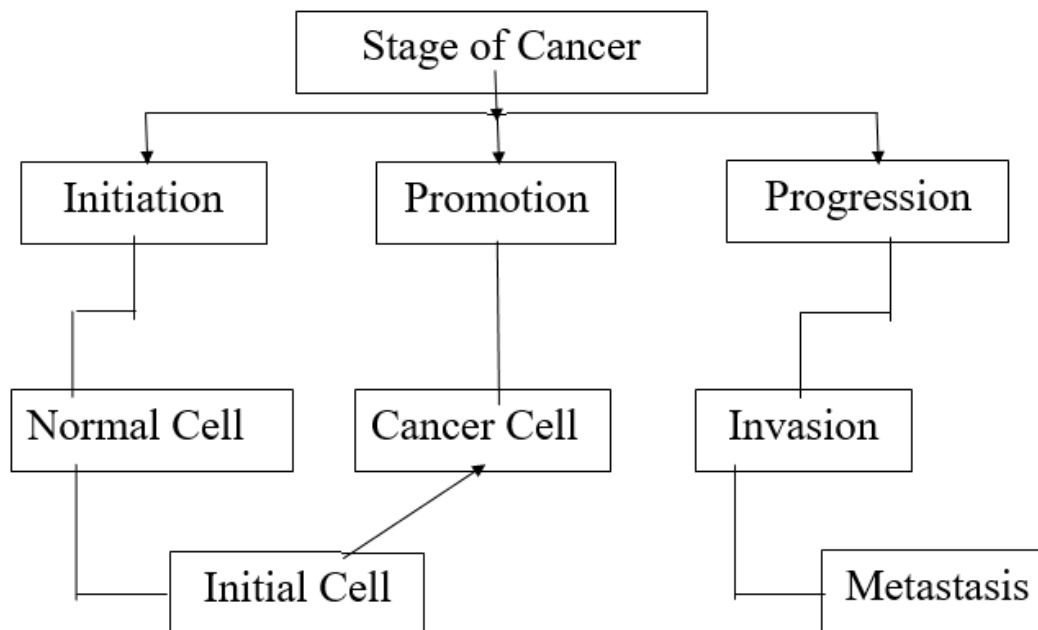 Stage of Cancer
Initiation
Promotion
Progression
Normal Cell
Cancer Cell
Invasion
Initial Cell
Metastasis